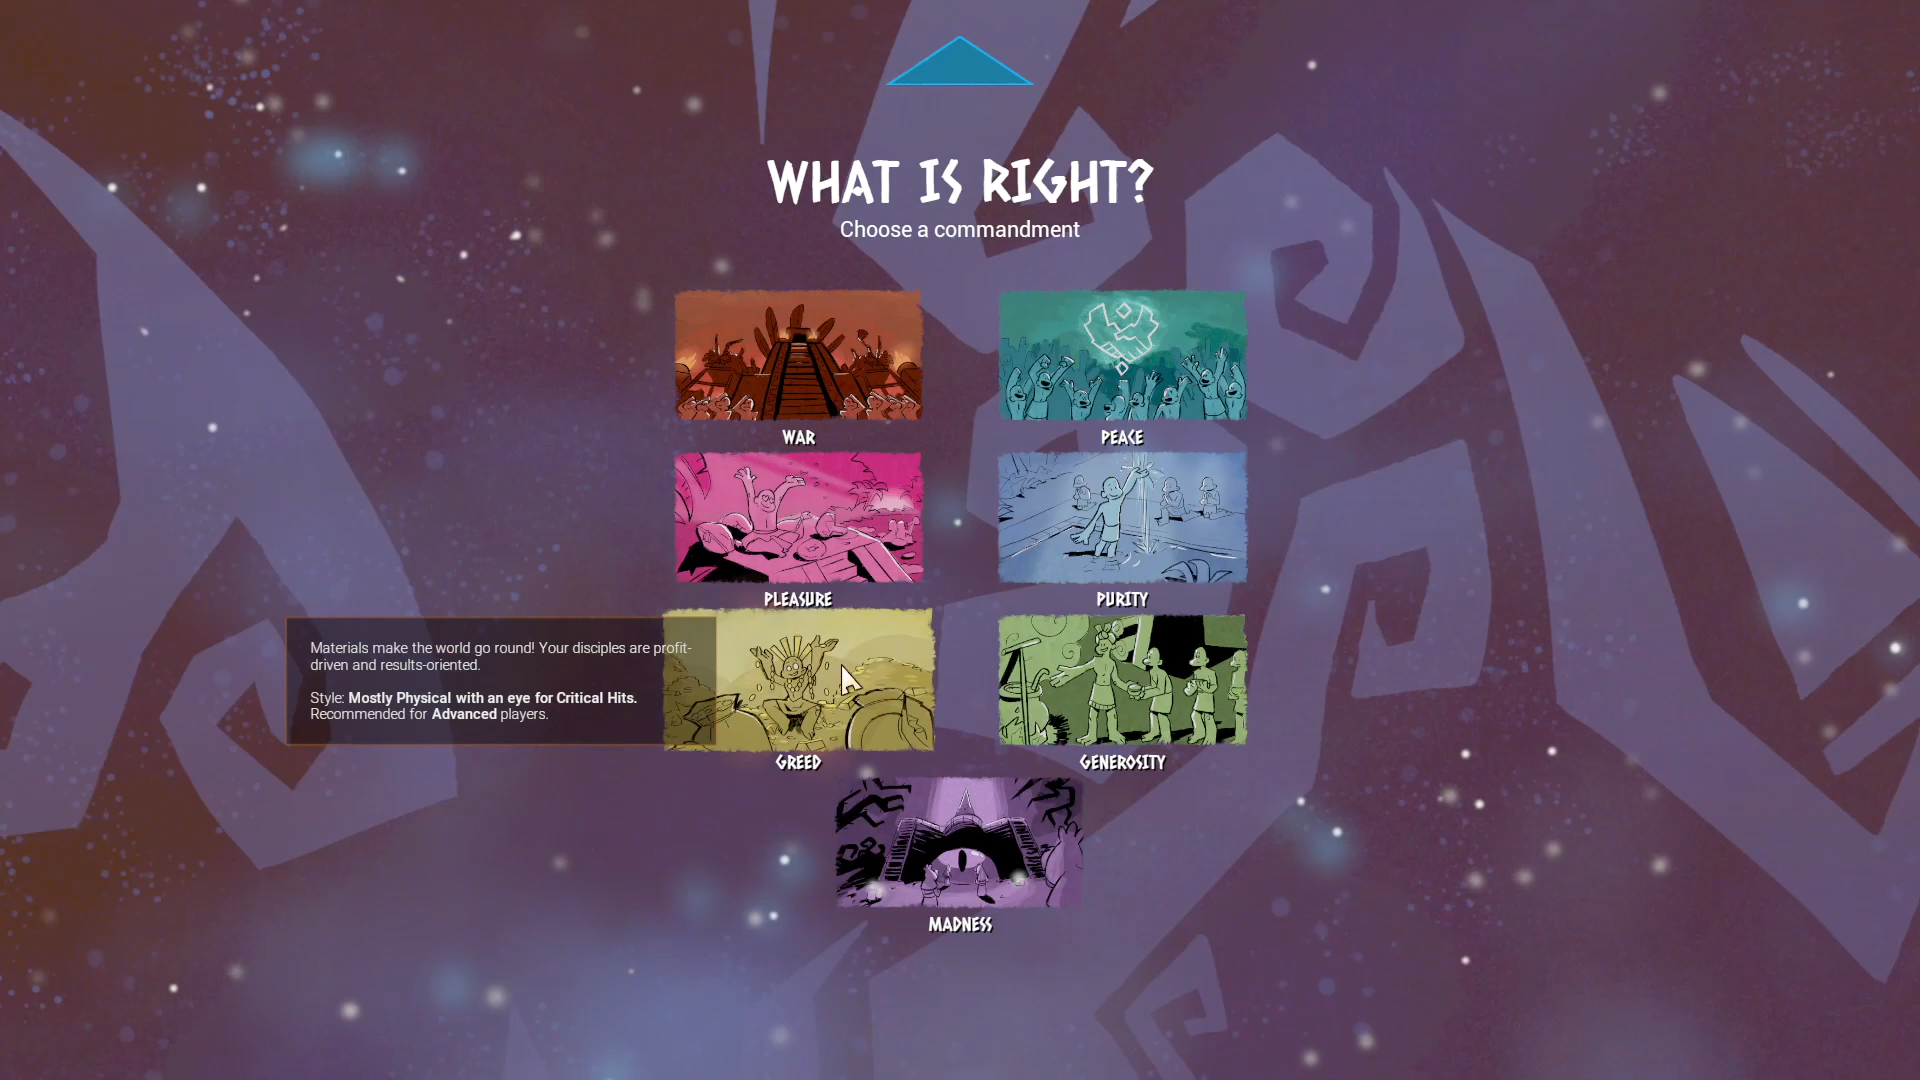 WHAT IS RIGHT?
Choose a commandment
WAR
PEACE
PLEASURE
PURITY
Materials make the world go round! Your disciples are profit-
driven and results-oriented.
Style: Mostly Physical with an eye for Critical Hits.
Recommended for Advanced players.
GREED
GENEROSITY
MADNESS